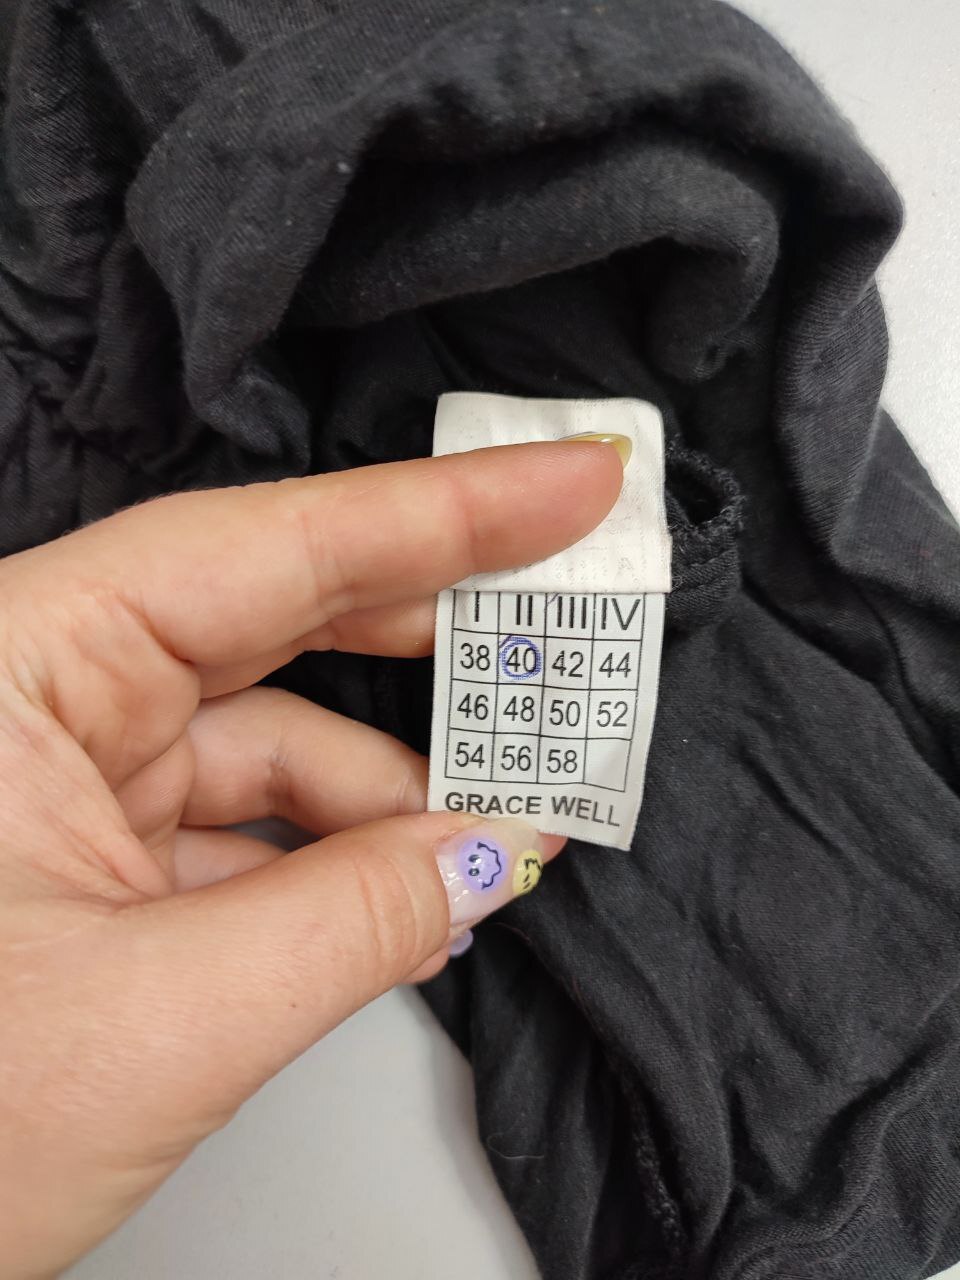 I II III IV
38 40 42 44
46 48 50 52
54 56 58
GRACE WELL